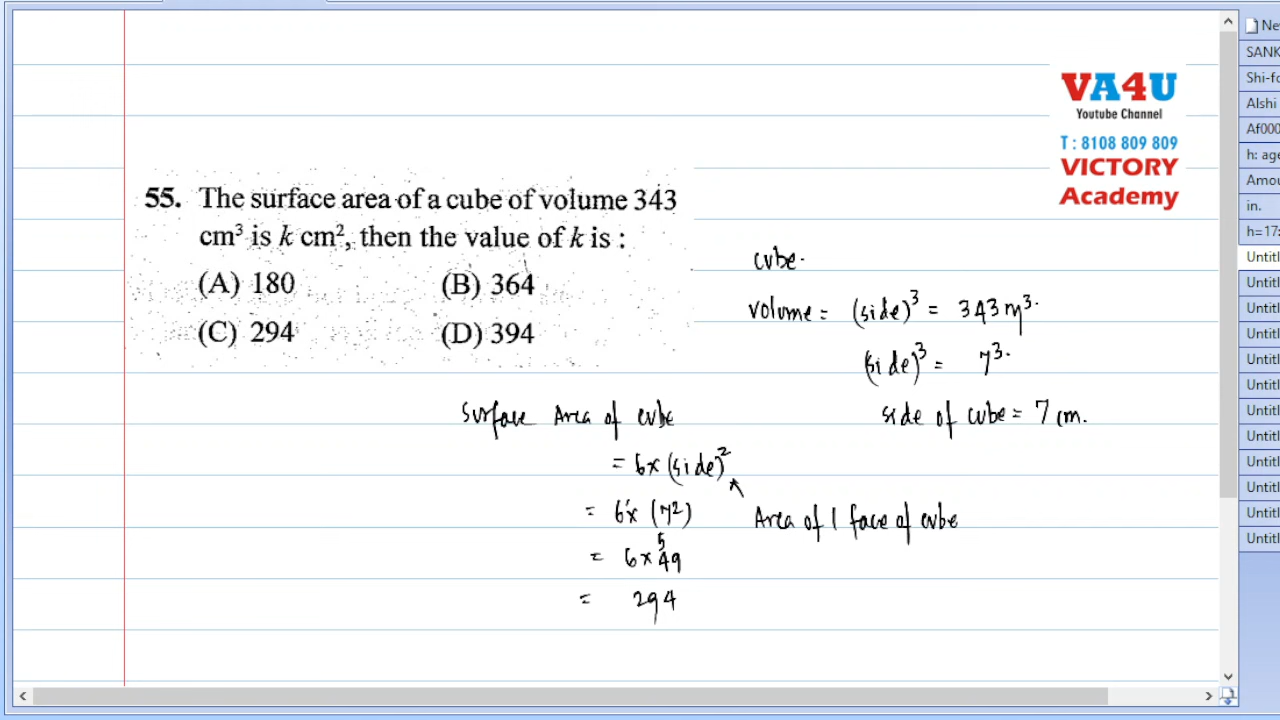 VA4U
Youtube Channel
T : 8108 809 809
VICTORY
Academy
55. The surface area of a cube of volume 343
cm³ is k cm², then the value of k is :
(A) 180 (B) 364
(C) 294 (D) 394
cube.
volume = (side)³ = 343 m³.
(side)³ = 7³.
side of cube = 7 cm.
Surface Area of cube
= 6x (side)²
= 6x (7²)
Area of 1 face of cube
5
= 6 x 49
= 294
SANK
Shi-fo
Alshi
Af000
h: age
Amou
in.
h=17:
Untitl
Untitl
Untitl
Untitl
Untitl
Untitl
Untitl
Untitl
Untitl
Untitl
Untitl
Untitl